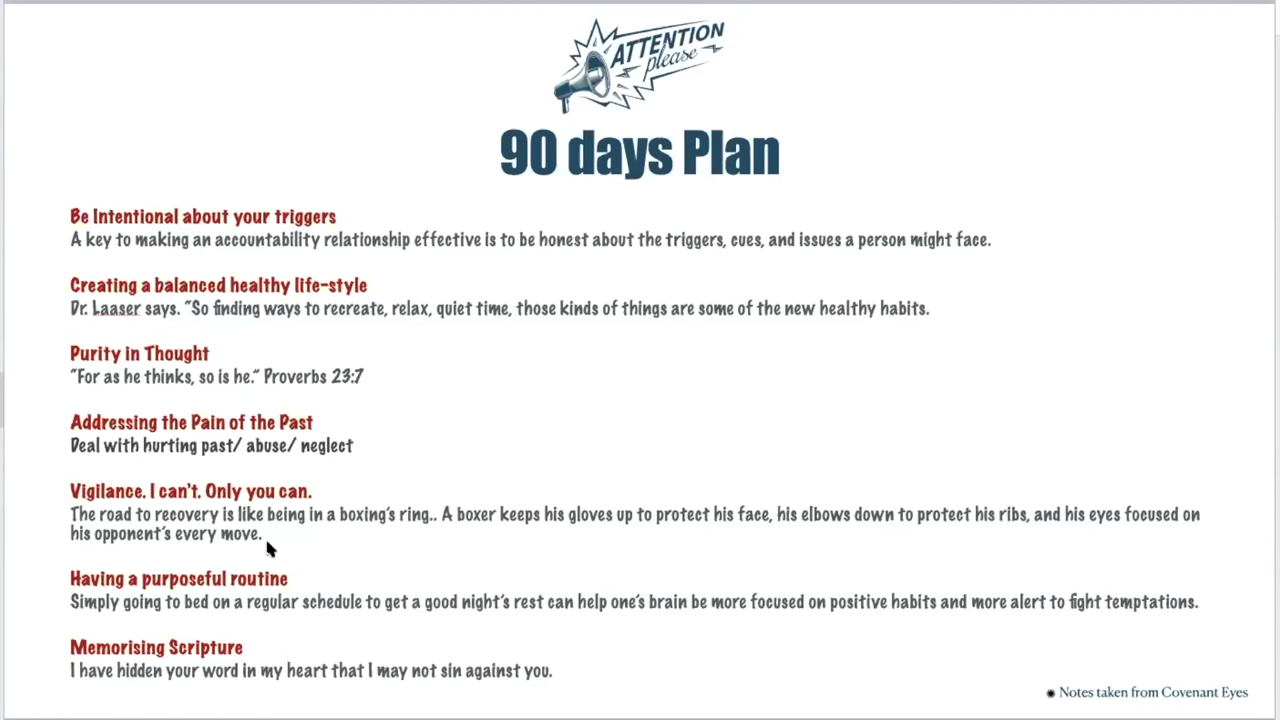 ATTENTION
please
90 days Plan
Be Intentional about your triggers
A key to making an accountability relationship effective is to be honest about the triggers, cues, and issues a person might face.
Creating a balanced healthy life-style
Dr. Laaser says. "So finding ways to recreate, relax, quiet time, those kinds of things are some of the new healthy habits.
Purity in Thought
"For as he thinks, so is he." Proverbs 23:7
Addressing the Pain of the Past
Deal with hurting past/ abuse/ neglect
Vigilance. I can't. Only you can.
The road to recovery is like being in a boxing's ring.. A boxer keeps his gloves up to protect his face, his elbows down to protect his ribs, and his eyes focused on
his opponent's every move.
Having a purposeful routine
Simply going to bed on a regular schedule to get a good night's rest can help one's brain be more focused on positive habits and more alert to fight temptations.
Memorising Scripture
I have hidden your word in my heart that I may not sin against you.
✺ Notes taken from Covenant Eyes